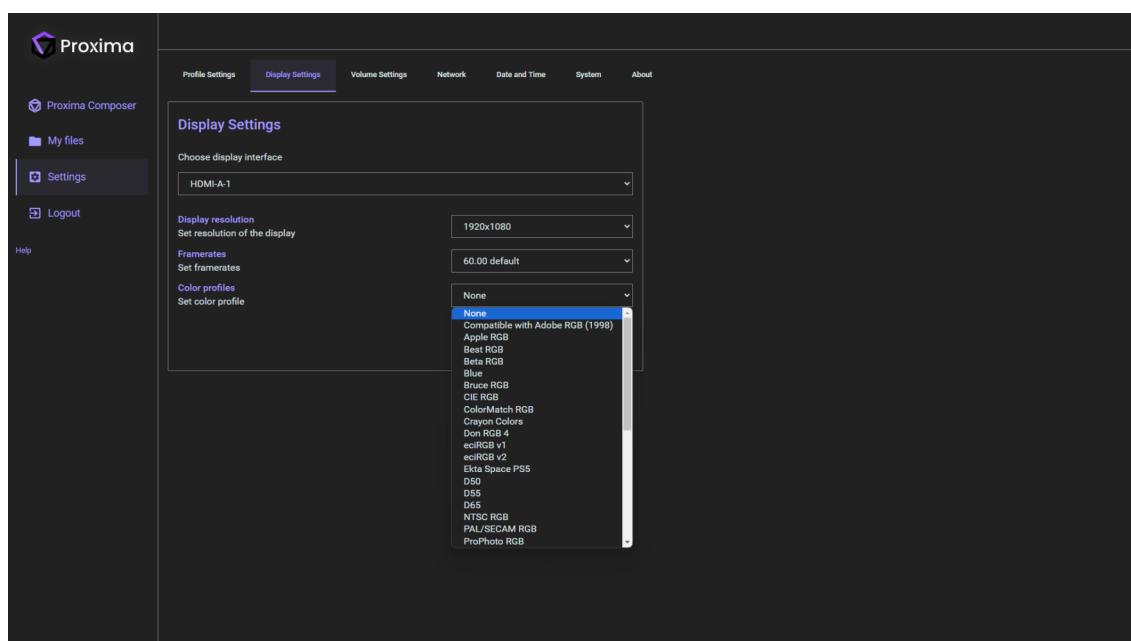 Proxima
Proxima Composer
My files
Settings
Logout
Help
Profile Settings Display Settings Volume Settings Network Date and Time System About
Display Settings
Choose display interface
HDMI-A-1
Display resolution
Set resolution of the display
1920x1080
Framerates
Set framerates
60.00 default
Color profiles
Set color profile
None
None
Compatible with Adobe RGB (1998)
Apple RGB
Best RGB
Beta RGB
Blue
Bruce RGB
CIE RGB
ColorMatch RGB
Crayon Colors
Don RGB 4
eciRGB v1
eciRGB v2
Ekta Space PS5
D50
D55
D65
NTSC RGB
PAL/SECAM RGB
ProPhoto RGB